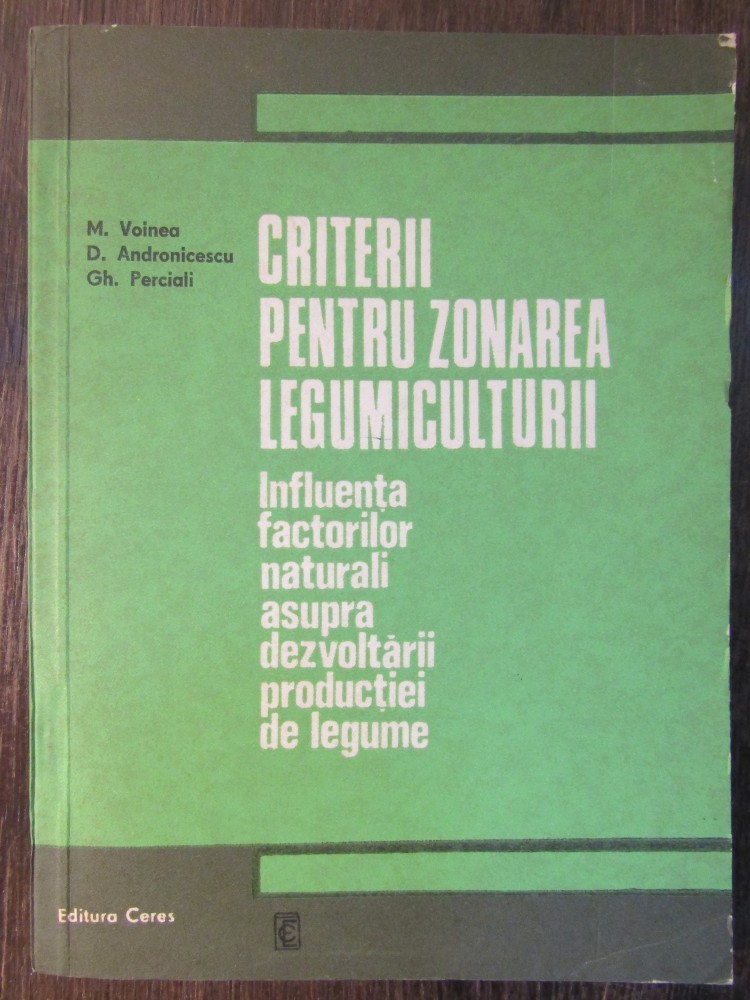 M. Voinea
D. Andronicescu
Gh. Perciali
CRITERII
PENTRU ZONAREA
LEGUMICULTURII
Influența
factorilor
naturali
asupra
dezvoltării
producției
de legume
Editura Ceres